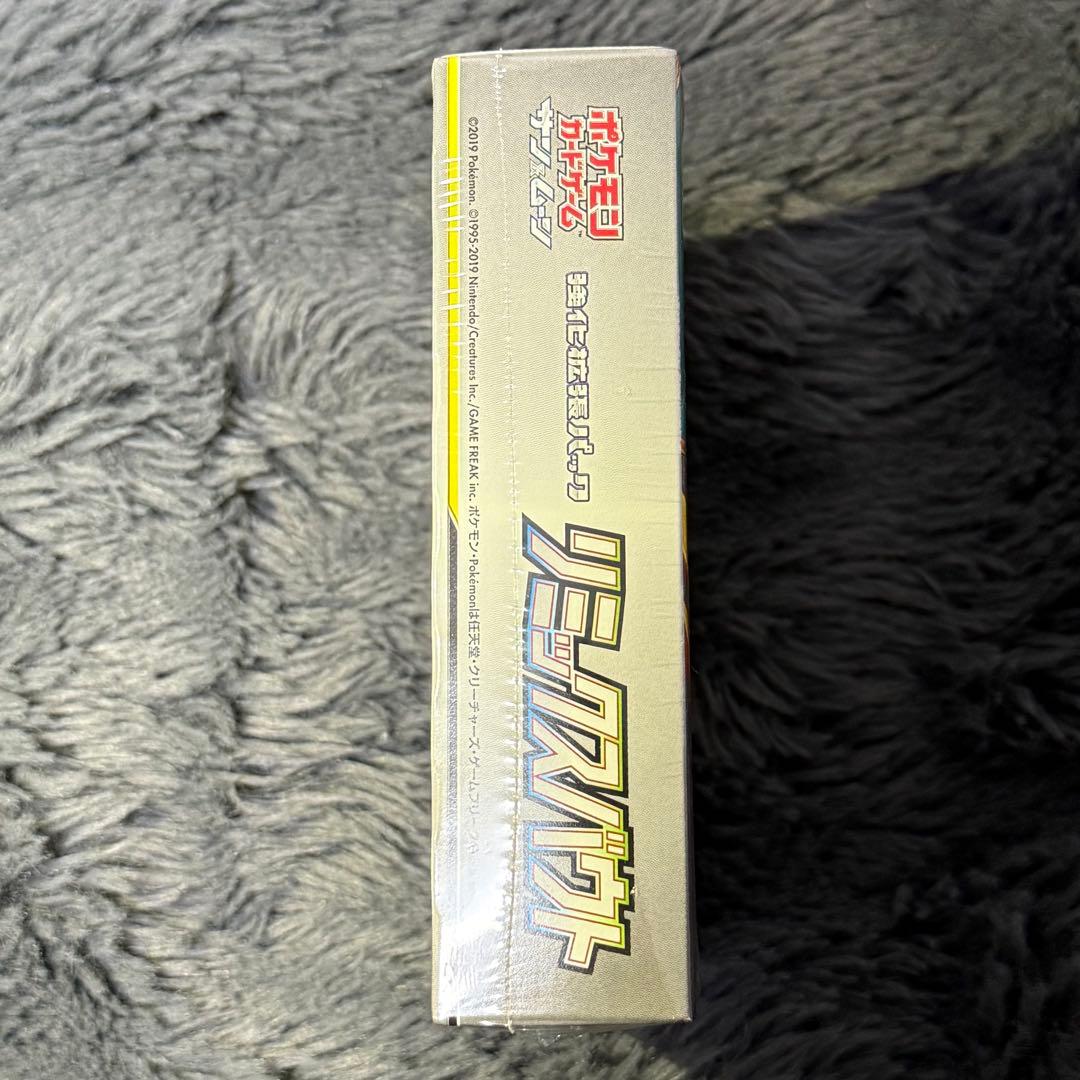 ポケモン
カードゲーム™
サン&ムーン
強化拡張パック
リミックスバウト
©2019 Pokémon. ©1995-2019 Nintendo/Creatures Inc./GAME FREAK inc. ポケモン・Pokémonは任天堂・クリーチャーズ・ゲームフリーク